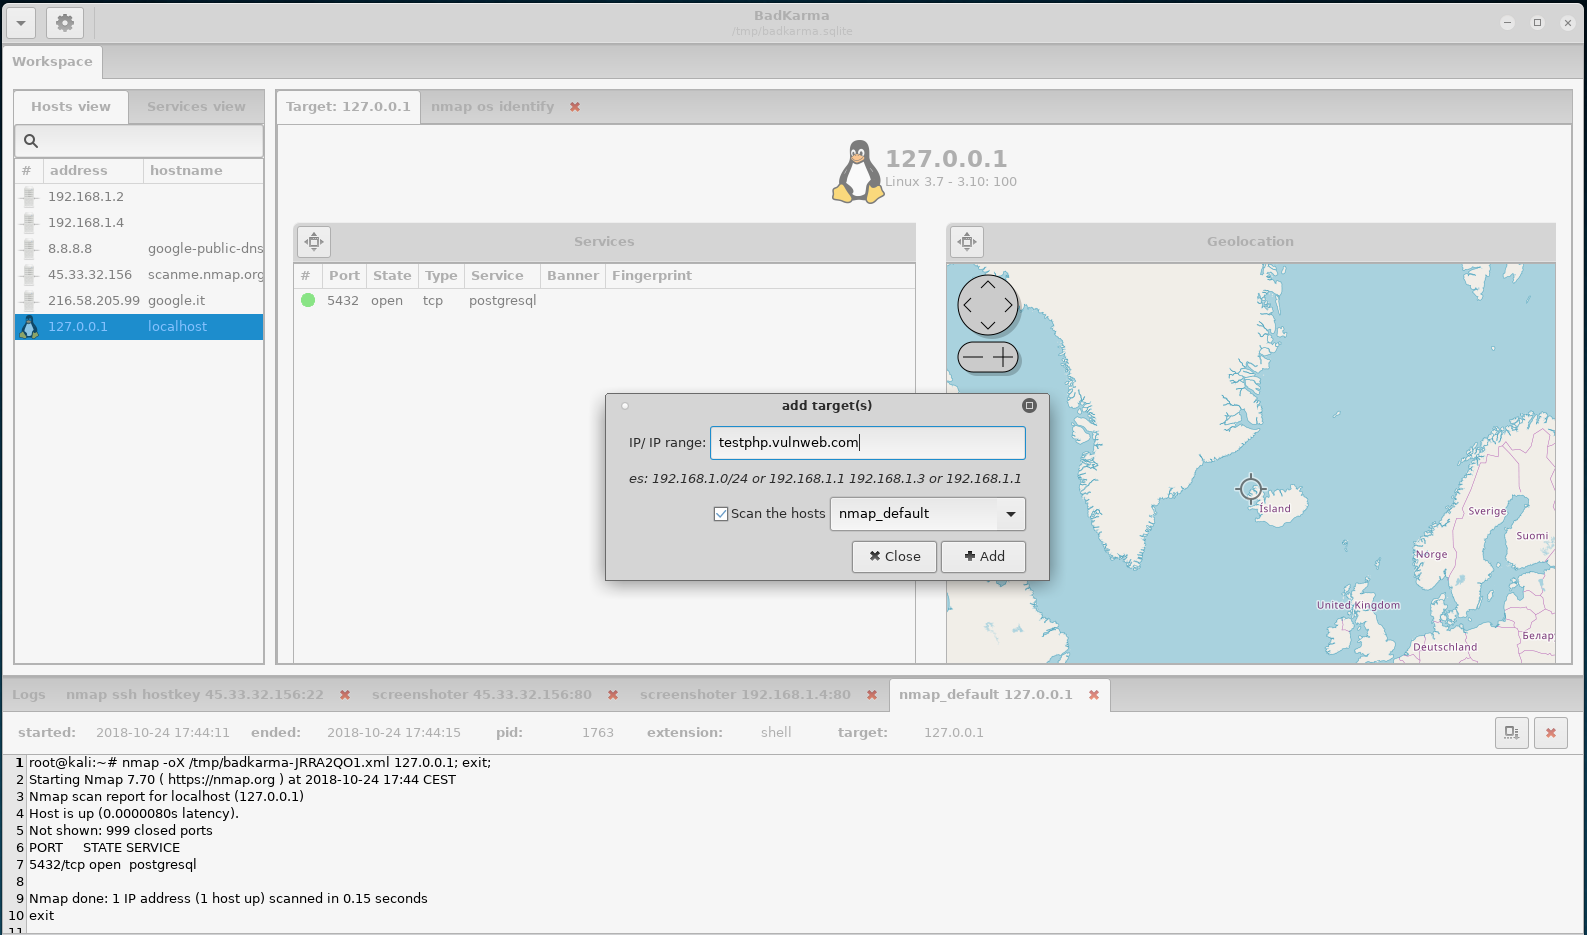 BadKarma
/tmp/badkarma.sqlite
Workspace
Hosts view Services view
# address hostname
192.168.1.2
192.168.1.4
8.8.8.8 google-public-dns
45.33.32.156 scanme.nmap.org
216.58.205.99 google.it
127.0.0.1 localhost
Target: 127.0.0.1 nmap os identify
127.0.0.1
Linux 3.7 - 3.10: 100
Services
# Port State Type Service Banner Fingerprint
5432 open tcp postgresql
Geolocation
Island
Sverige
Suomi
Norge
United Kingdom
Белар
Deutschland
add target(s)
IP/ IP range: testphp.vulnweb.com
es: 192.168.1.0/24 or 192.168.1.1 192.168.1.3 or 192.168.1.1
Scan the hosts nmap_default
Close Add
Logs nmap ssh hostkey 45.33.32.156:22 screenshoter 45.33.32.156:80 screenshoter 192.168.1.4:80 nmap_default 127.0.0.1
started: 2018-10-24 17:44:11 ended: 2018-10-24 17:44:15 pid: 1763 extension: shell target: 127.0.0.1
1 root@kali:~# nmap -oX /tmp/badkarma-JRRA2QO1.xml 127.0.0.1; exit;
2 Starting Nmap 7.70 ( https://nmap.org ) at 2018-10-24 17:44 CEST
3 Nmap scan report for localhost (127.0.0.1)
4 Host is up (0.0000080s latency).
5 Not shown: 999 closed ports
6 PORT STATE SERVICE
7 5432/tcp open postgresql
8
9 Nmap done: 1 IP address (1 host up) scanned in 0.15 seconds
10 exit
11